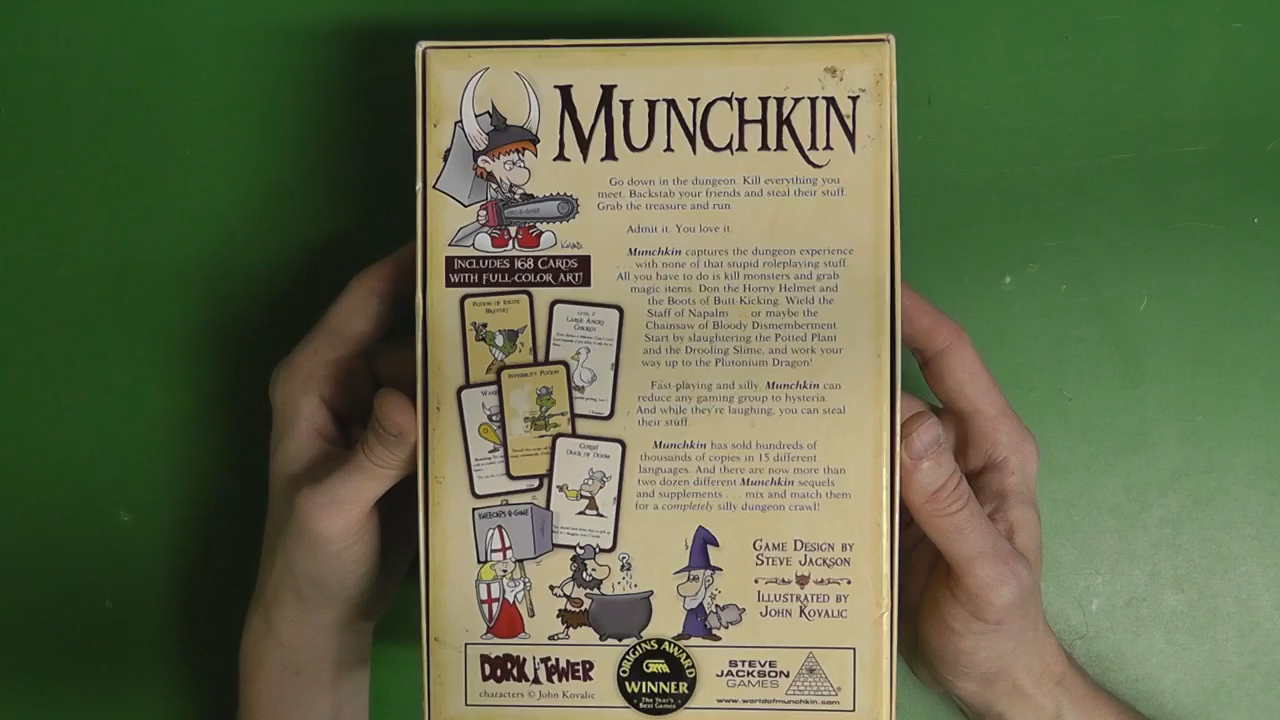 MUNCHKIN™
Go down in the dungeon. Kill everything you
meet. Backstab your friends and steal their stuff.
Grab the treasure and run.
Admit it. You love it.
Munchkin captures the dungeon experience
. . . with none of that stupid roleplaying stuff.
All you have to do is kill monsters and grab
magic items. Don the Horny Helmet and
the Boots of Butt-Kicking. Wield the
Staff of Napalm . . . or maybe the
Chainsaw of Bloody Dismemberment.
Start by slaughtering the Potted Plant
and the Drooling Slime, and work your
way up to the Plutonium Dragon!
Fast-playing and silly, Munchkin can
reduce any gaming group to hysteria.
And while they're laughing, you can steal
their stuff.
Munchkin has sold hundreds of
thousands of copies in 15 different
languages. And there are now more than
two dozen different Munchkin sequels
and supplements . . . mix and match them
for a completely silly dungeon crawl!
INCLUDES 168 CARDS
WITH FULL-COLOR ART!
POTION OF IDIOTIC
BRAVERY
LEVEL 2
LARGE ANGRY
CHICKEN
INVISIBILITY POTION
CURSE!
DUCK OF DOOM
KNEECAPS-B-GONE
GAME DESIGN BY
STEVE JACKSON
ILLUSTRATED BY
JOHN KOVALIC
DORK TOWER
characters © John Kovalic
ORIGINS AWARD
WINNER
The Year's
Best Games
STEVE
JACKSON
GAMES
www.worldofmunchkin.com